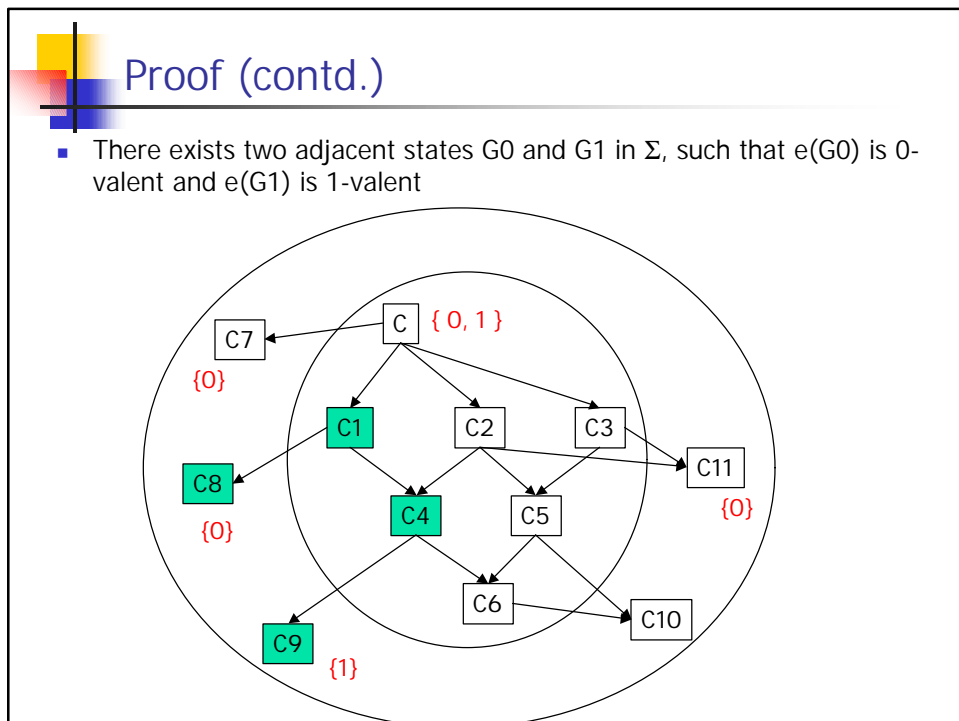 Proof (contd.)
There exists two adjacent states G0 and G1 in Σ, such that e(G0) is 0-
valent and e(G1) is 1-valent
C
{ 0, 1 }
C7
{0}
C1
C2
C3
C11
{0}
C8
{0}
C4
C5
C6
C10
C9
{1}